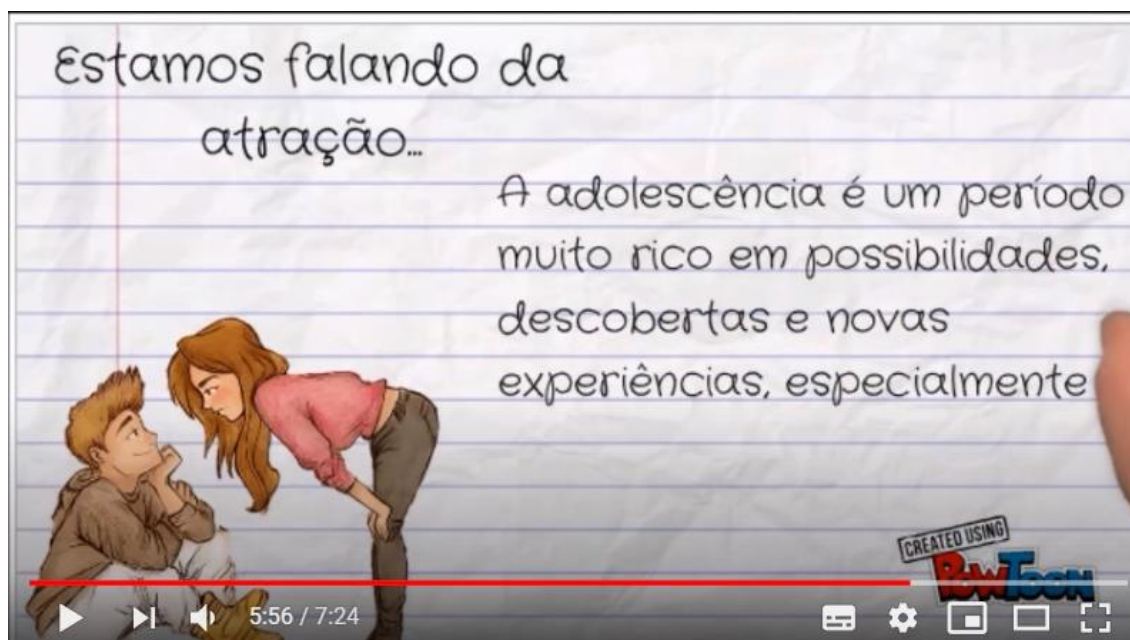 Estamos falando da
atração...
A adolescência é um período
muito rico em possibilidades,
descobertas e novas
experiências, especialmente
CREATED USING
POWTOON
5:56 / 7:24